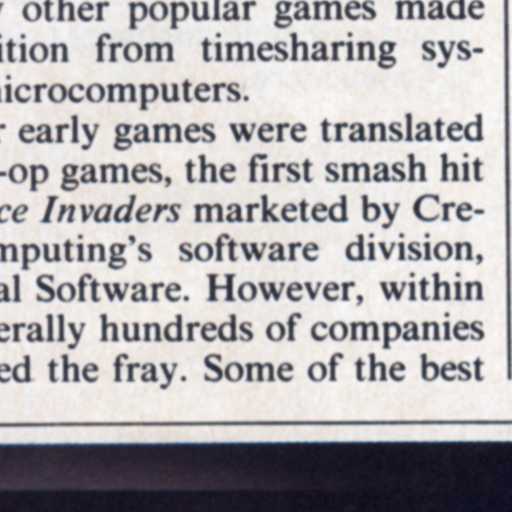 other popular games made
ition from timesharing sys-
nicrocomputers.
r early games were translated
-op games, the first smash hit
ce Invaders marketed by Cre-
mputing's software division,
al Software. However, within
erally hundreds of companies
ed the fray. Some of the best